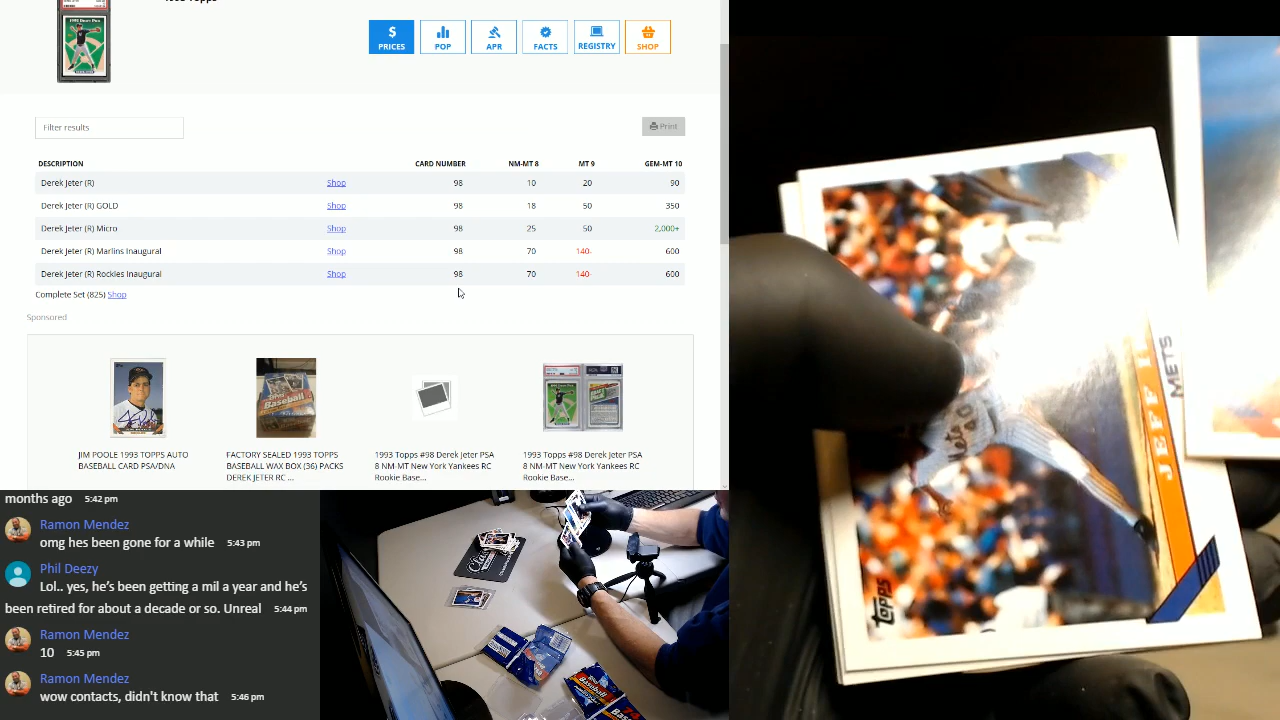 PRICES
POP
APR
FACTS
REGISTRY
SHOP
Filter results
Print
DESCRIPTION CARD NUMBER NM-MT 8 MT 9 GEM-MT 10
Derek Jeter (R) Shop 98 10 20 90
Derek Jeter (R) GOLD Shop 98 18 50 350
Derek Jeter (R) Micro Shop 98 25 50 2,000+
Derek Jeter (R) Marlins Inaugural Shop 98 70 140- 600
Derek Jeter (R) Rockies Inaugural Shop 98 70 140- 600
Complete Set (825) Shop
Sponsored
JIM POOLE 1993 TOPPS AUTO
BASEBALL CARD PSA/DNA
FACTORY SEALED 1993 TOPPS
BASEBALL WAX BOX (36) PACKS
DEREK JETER RC ...
1993 Topps #98 Derek Jeter PSA
8 NM-MT New York Yankees RC
Rookie Base...
1993 Topps #98 Derek Jeter PSA
8 NM-MT New York Yankees RC
Rookie Base...
months ago 5:42 pm
Ramon Mendez
omg hes been gone for a while 5:43 pm
Phil Deezy
Lol.. yes, he's been getting a mil a year and he's
been retired for about a decade or so. Unreal 5:44 pm
Ramon Mendez
10 5:45 pm
Ramon Mendez
wow contacts, didn't know that 5:46 pm
METS
JEFF
Mets
TOPPS